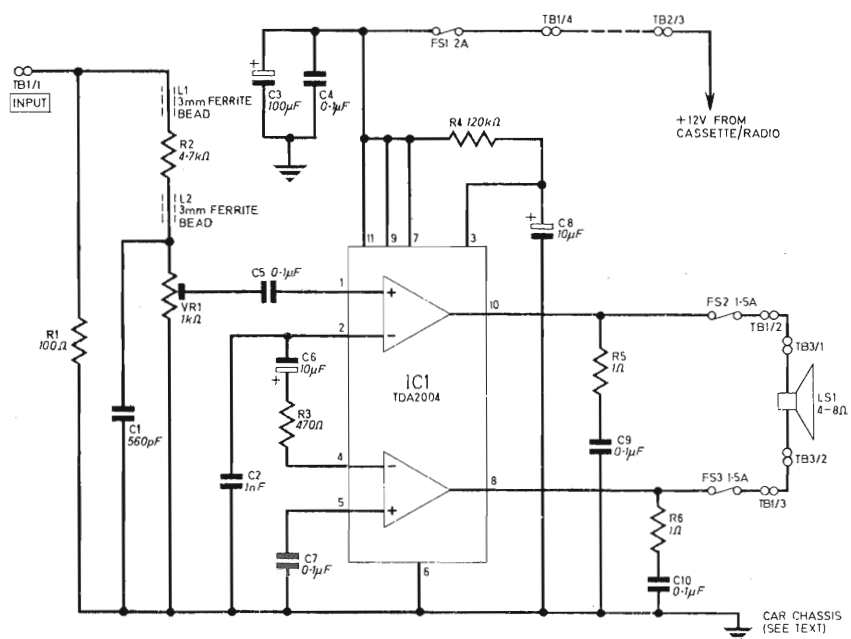 TB1/4
TB2/3
FS1 2A
TB1/1
INPUT
L1
3mm FERRITE
BEAD
C3
100µF
C4
0·1µF
+
+12V FROM
CASSETTE/RADIO
R4 120kΩ
R2
4·7kΩ
L2
3mm FERRITE
BEAD
11
9
7
3
+
C8
10µF
C5 0·1µF
1
+
VR1
1kΩ
10
FS2 1·5A
TB1/2
2
−
R1
100Ω
C6
10µF
+
TB3/1
R5
1Ω
IC1
TDA2004
LS1
4-8Ω
R3
470Ω
C1
560pF
C9
0·1µF
4
−
TB3/2
C2
1nF
5
+
8
FS3 1·5A
TB1/3
R6
1Ω
C7
0·1µF
6
C10
0·1µF
CAR CHASSIS
(SEE TEXT)